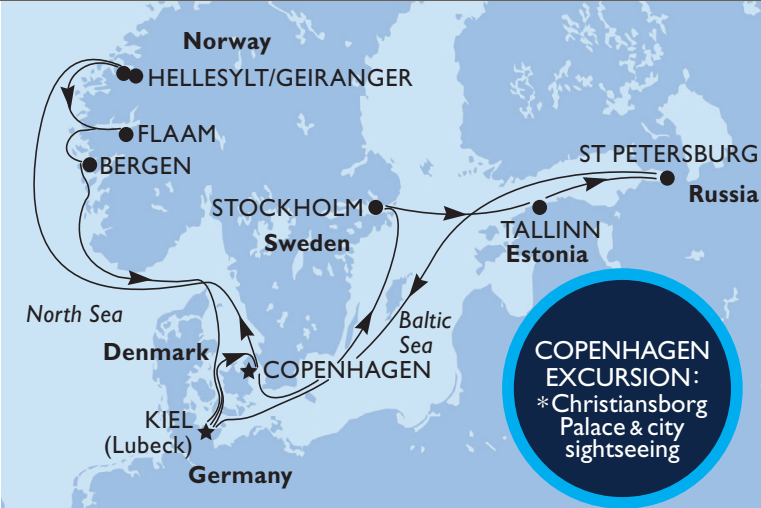 Norway
HELLESYLT/GEIRANGER
FLAAM
BERGEN
ST PETERSBURG
Russia
STOCKHOLM
Sweden
TALLINN
Estonia
North Sea
Baltic
Sea
Denmark
COPENHAGEN
KIEL
(Lubeck)
Germany
COPENHAGEN
EXCURSION:
*Christiansborg
Palace & city
sightseeing